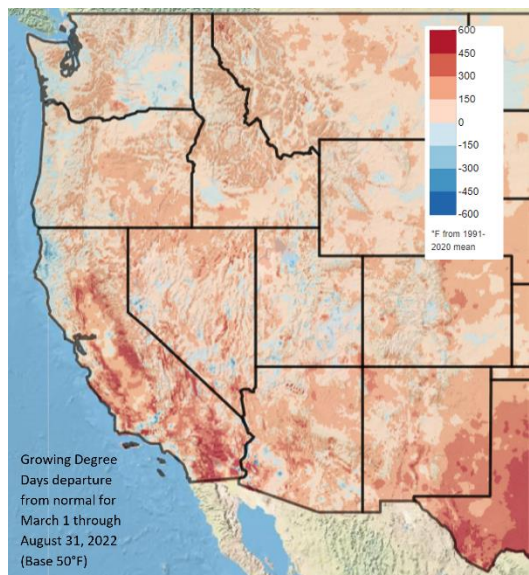 600
450
300
150
0
-150
-300
-450
-600
°F from 1991-
2020 mean
Growing Degree
Days departure
from normal for
March 1 through
August 31, 2022
(Base 50°F)